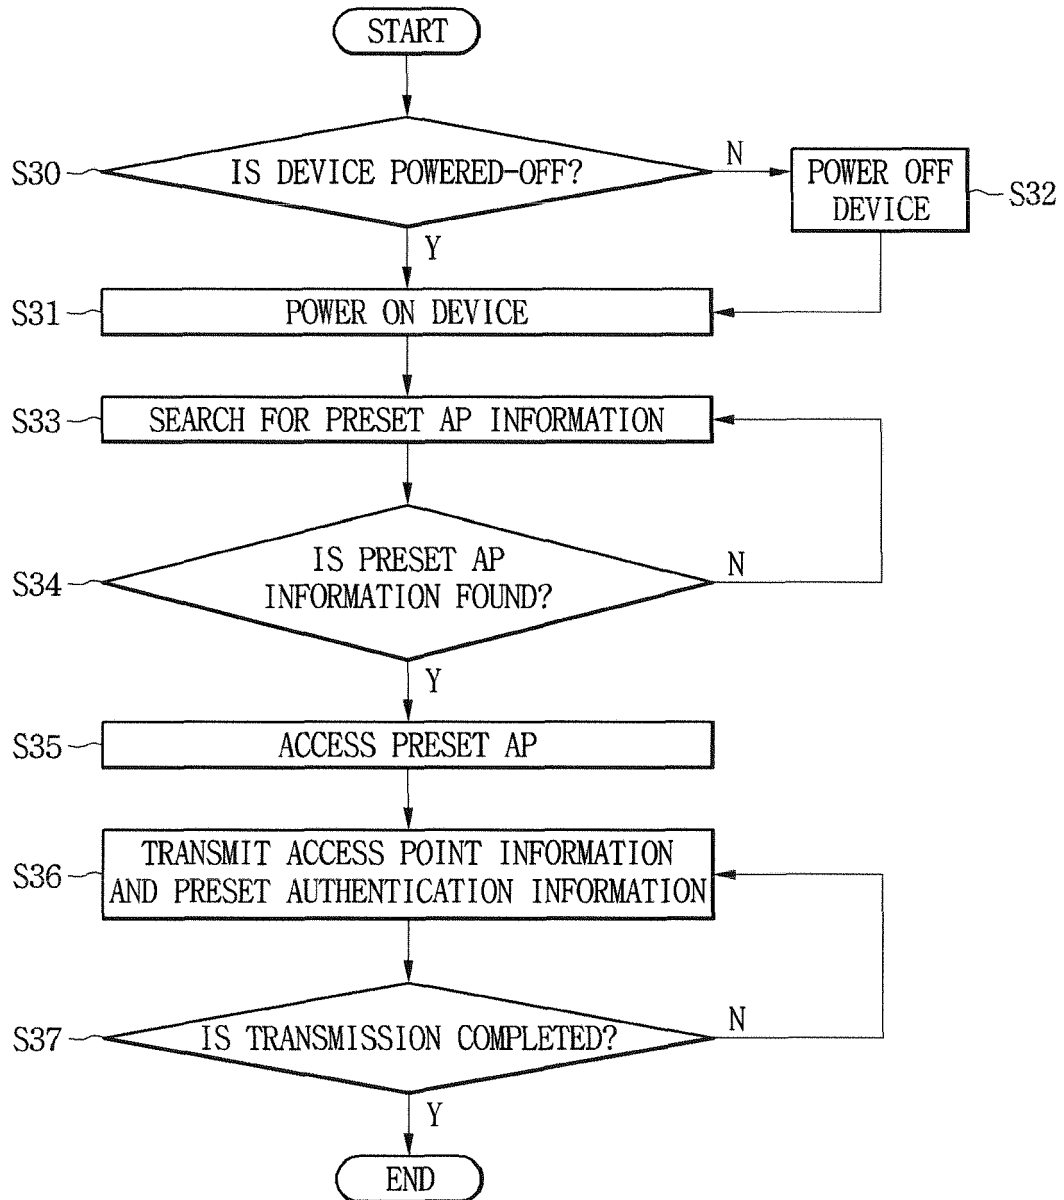 START
S30
IS DEVICE POWERED-OFF?
N
POWER OFF
DEVICE
S32
Y
S31
POWER ON DEVICE
S33
SEARCH FOR PRESET AP INFORMATION
S34
IS PRESET AP
INFORMATION FOUND?
N
Y
S35
ACCESS PRESET AP
S36
TRANSMIT ACCESS POINT INFORMATION
AND PRESET AUTHENTICATION INFORMATION
S37
IS TRANSMISSION COMPLETED?
N
Y
END